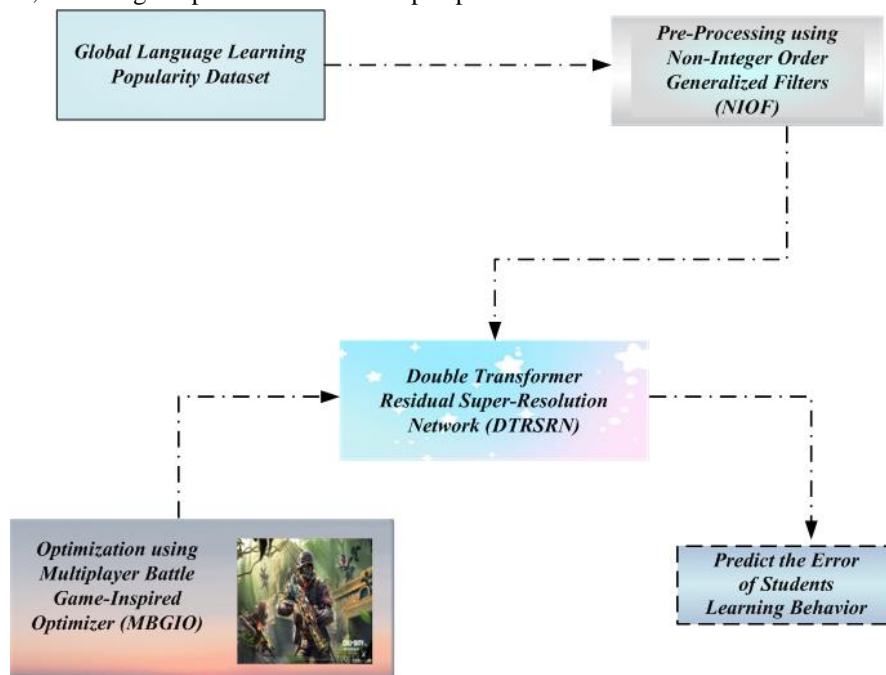 Global Language Learning
Popularity Dataset
Pre-Processing using
Non-Integer Order
Generalized Filters
(NIOF)
Double Transformer
Residual Super-Resolution
Network (DTRSRN)
Optimization using
Multiplayer Battle
Game-Inspired
Optimizer (MBGIO)
Predict the Error
of Students
Learning Behavior